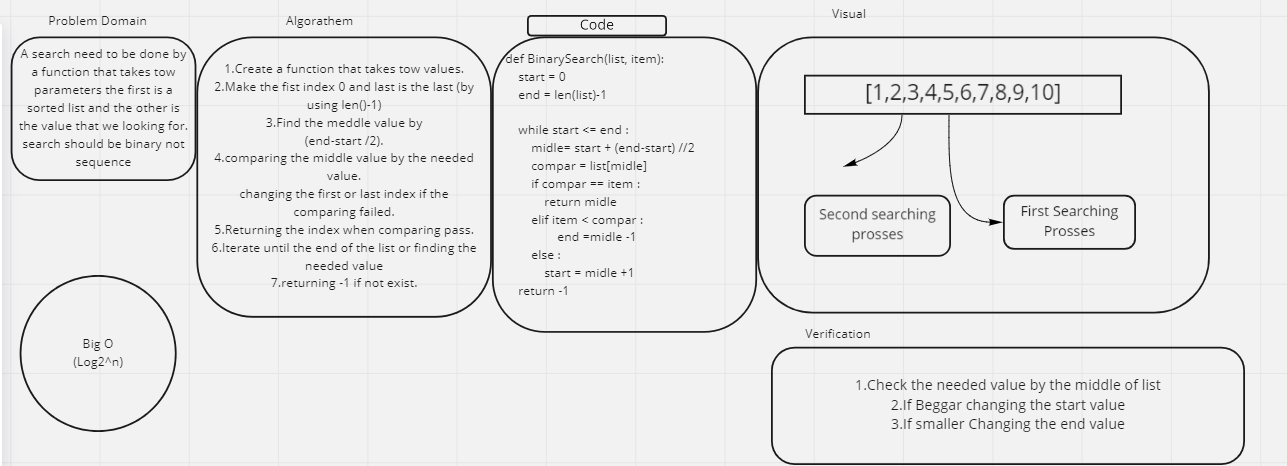 Problem Domain
A search need to be done by
a function that takes tow
parameters the first is a
sorted list and the other is
the value that we looking for.
search should be binary not
sequence
Big O
(Log2^n)
Algorathem
1.Create a function that takes tow values.
2.Make the fist index 0 and last is the last (by
using len()-1)
3.Find the meddle value by
(end-start /2).
4.comparing the middle value by the needed
value.
changing the first or last index if the
comparing failed.
5.Returning the index when comparing pass.
6.Iterate until the end of the list or finding the
needed value
7.returning -1 if not exist.
Code
def BinarySearch(list, item):
start = 0
end = len(list)-1
while start <= end :
midle= start + (end-start) //2
compar = list[midle]
if compar == item :
return midle
elif item < compar :
end =midle -1
else :
start = midle +1
return -1
Visual
[1,2,3,4,5,6,7,8,9,10]
Second searching
prosses
First Searching
Prosses
Verification
1.Check the needed value by the middle of list
2.If Beggar changing the start value
3.If smaller Changing the end value